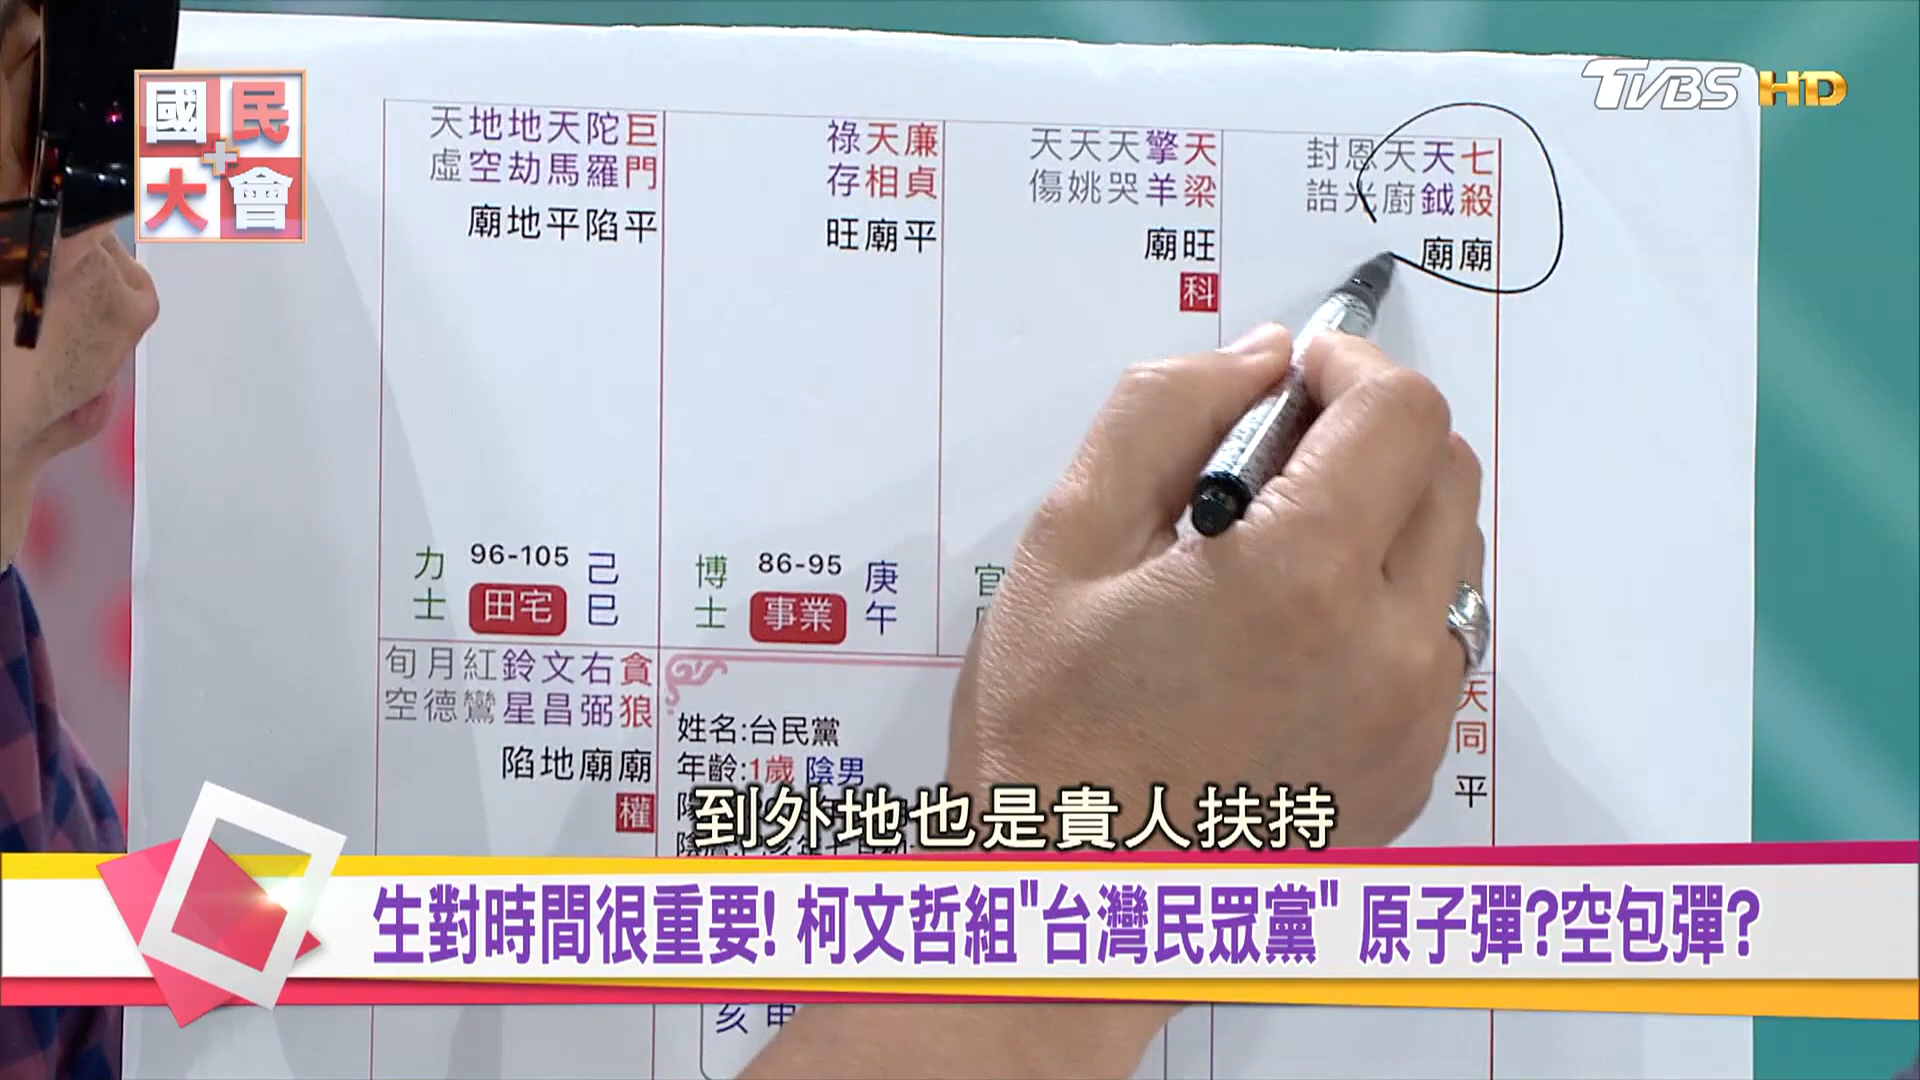 國民
大會
TVBS HD
天地地天陀巨
虛空劫馬羅門
廟地平陷平
祿天廉
存相貞
旺廟平
天天天擎天
傷姚哭羊梁
廟旺
科
封恩天天七
誥光廚鉞殺
廟廟
力士
96-105
田宅
己巳
博士
86-95
事業
庚午
官
旬月紅鈴文右貪
空德鸞星昌弼狼
陷地廟廟
權
姓名:台民黨
年齡:1歲 陰男
天同
平
到外地也是貴人扶持
生對時間很重要! 柯文哲組"台灣民眾黨" 原子彈?空包彈?